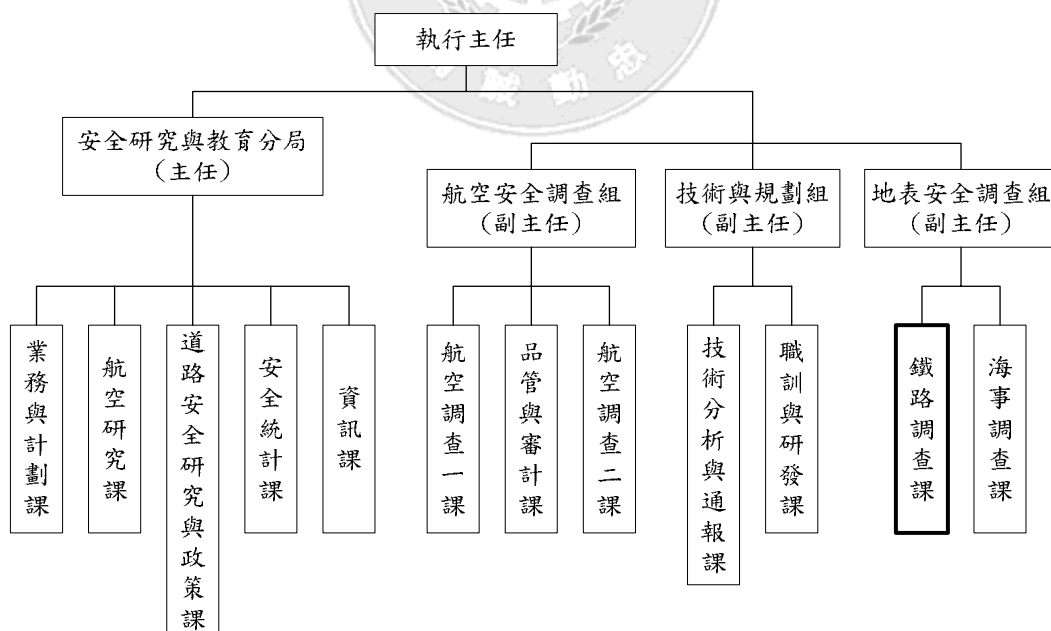 執行主任
安全研究與教育分局
(主任)
航空安全調查組
(副主任)
技術與規劃組
(副主任)
地表安全調查組
(副主任)
業務與計劃課
航空研究課
道路安全研究與政策課
安全統計課
資訊課
航空調查一課
品管與審計課
航空調查二課
技術分析與通報課
職訓與研發課
鐵路調查課
海事調查課
誠勤忠